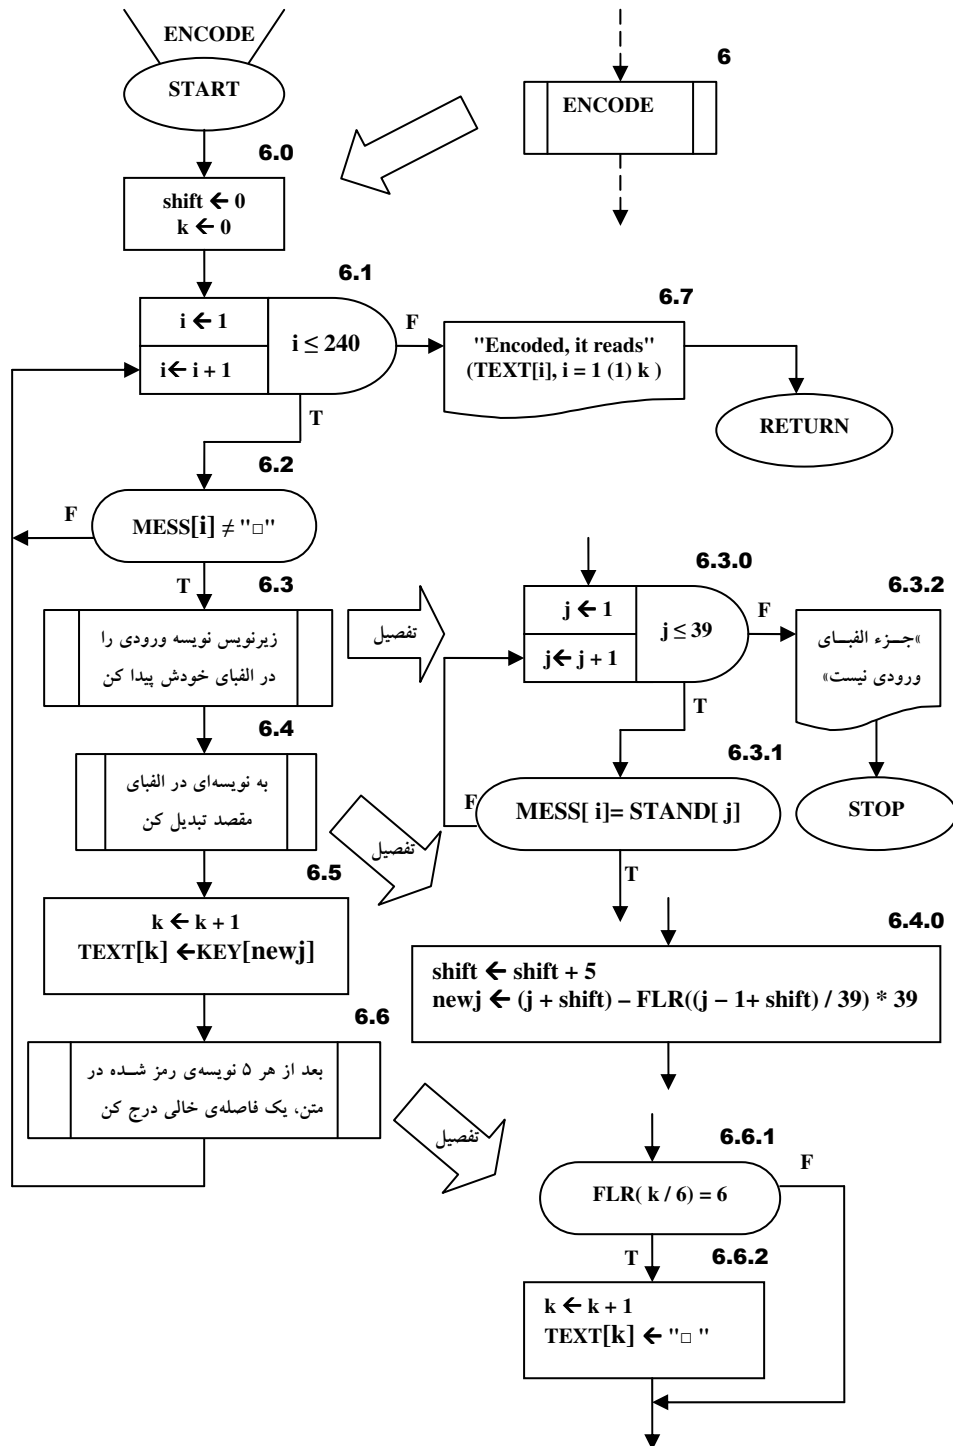 ENCODE
START
6
ENCODE
6.0
shift ← 0
k ← 0
6.1
i ← 1
i← i + 1
i ≤ 240
F
T
6.7
"Encoded, it reads"
(TEXT[i], i = 1 (1) k )
RETURN
6.2
MESS[i] ≠ "□"
F
T
6.3
زیرنویس نویسه ورودی را
در الفبای خودش پیدا کن
تفصیل
6.3.0
j ← 1
j← j + 1
j ≤ 39
F
T
6.3.2
«جـزء الفبـای
ورودی نیست»
STOP
6.3.1
MESS[ i]= STAND[ j]
F
T
6.4
به نویسه‌ای در الفبای
مقصد تبدیل کن
تفصیل
6.4.0
shift ← shift + 5
newj ← (j + shift) – FLR((j – 1+ shift) / 39) * 39
6.5
k ← k + 1
TEXT[k] ←KEY[newj]
6.6
بعد از هر ۵ نویسه‌ی رمز شـده در
متن، یک فاصله‌ی خالی درج کن
تفصیل
6.6.1
FLR( k / 6) = 6
F
T
6.6.2
k ← k + 1
TEXT[k] ← "□ "